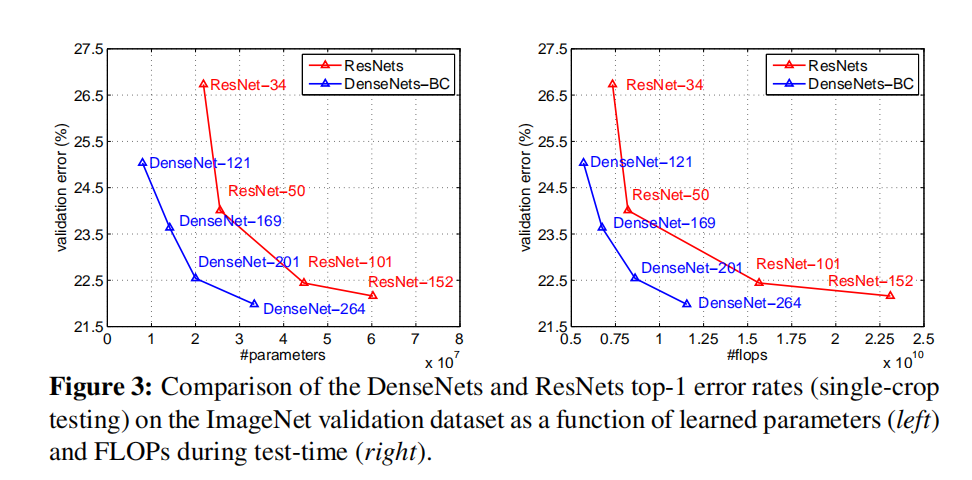 27.5
26.5
25.5
24.5
23.5
22.5
21.5
validation error (%)
ResNets
DenseNets−BC
ResNet−34
DenseNet−121
ResNet−50
DenseNet−169
DenseNet−201
ResNet−101
ResNet−152
DenseNet−264
0 1 2 3 4 5 6 7 8
#parameters
x 10^7
27.5
26.5
25.5
24.5
23.5
22.5
21.5
validation error (%)
ResNets
DenseNets−BC
ResNet−34
DenseNet−121
ResNet−50
DenseNet−169
DenseNet−201
ResNet−101
ResNet−152
DenseNet−264
0.5 0.75 1 1.25 1.5 1.75 2 2.25 2.5
#flops
x 10^10
Figure 3: Comparison of the DenseNets and ResNets top-1 error rates (single-crop
testing) on the ImageNet validation dataset as a function of learned parameters (left)
and FLOPs during test-time (right).